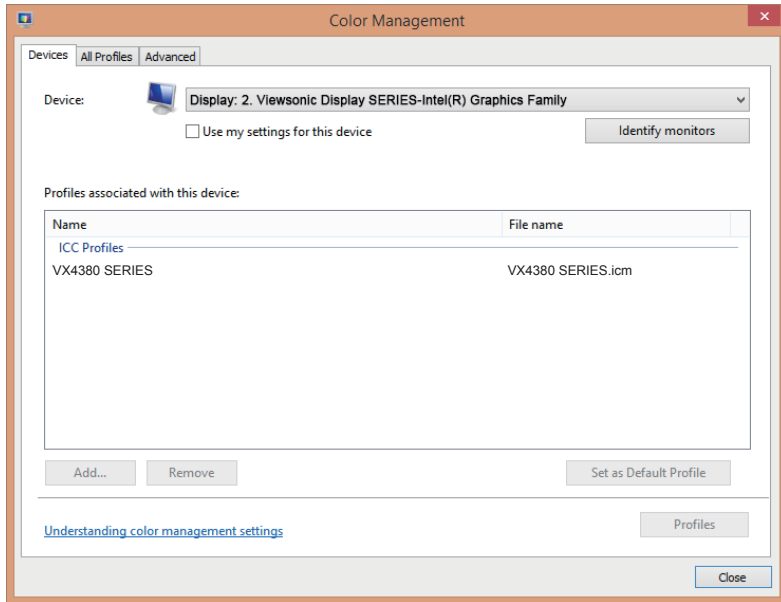 Color Management
Devices All Profiles Advanced
Device: Display: 2. Viewsonic Display SERIES-Intel(R) Graphics Family
Use my settings for this device Identify monitors
Profiles associated with this device:
Name File name
ICC Profiles
VX4380 SERIES VX4380 SERIES.icm
Add... Remove Set as Default Profile
Understanding color management settings Profiles
Close